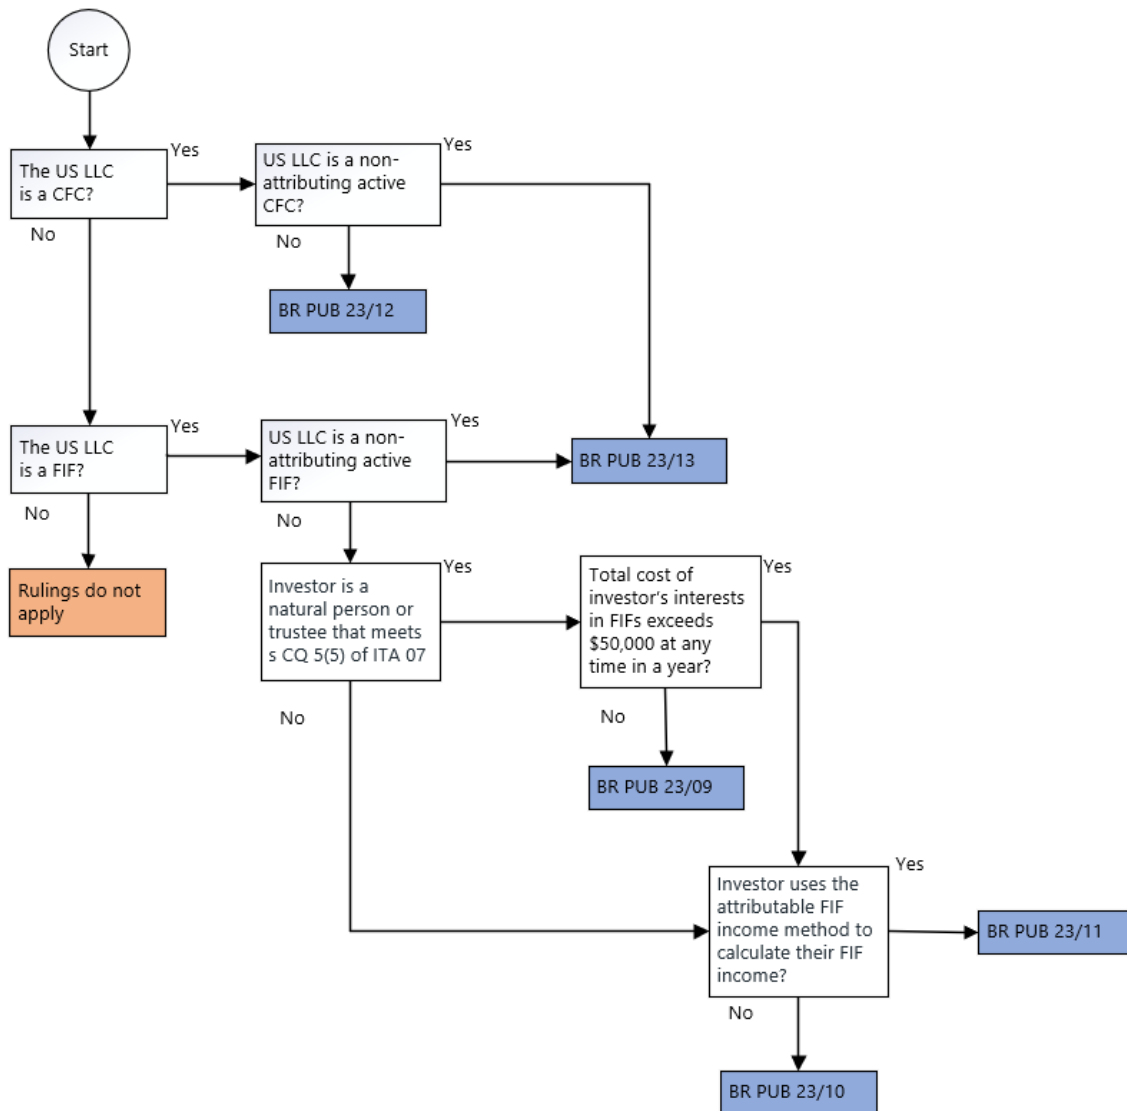 Start
Yes
Yes
The US LLC
is a CFC?
US LLC is a non-
attributing active
CFC?
No
No
BR PUB 23/12
Yes
Yes
The US LLC
is a FIF?
US LLC is a non-
attributing active
FIF?
BR PUB 23/13
No
No
Rulings do not
apply
Yes
Yes
Investor is a
natural person or
trustee that meets
s CQ 5(5) of ITA 07
Total cost of
investor's interests
in FIFs exceeds
$50,000 at any
time in a year?
No
No
BR PUB 23/09
Yes
Investor uses the
attributable FIF
income method to
calculate their FIF
income?
BR PUB 23/11
No
BR PUB 23/10